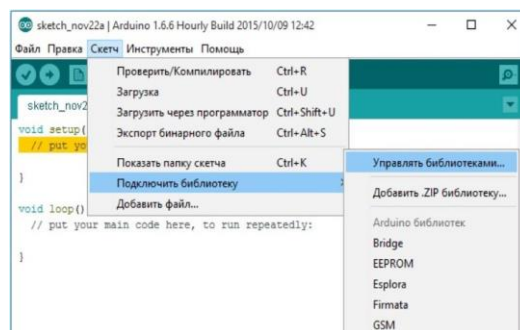 sketch_nov22a | Arduino 1.6.6 Hourly Build 2015/10/09 12:42
Файл Правка Скетч Инструменты Помощь
Проверить/Компилировать Ctrl+R
Загрузка Ctrl+U
Загрузить через программатор Ctrl+Shift+U
Экспорт бинарного файла Ctrl+Alt+S
Показать папку скетча Ctrl+K
Подключить библиотеку
Добавить файл...
Управлять библиотеками...
Добавить .ZIP библиотеку...
Arduino библиотек
Bridge
EEPROM
Esplora
Firmata
GSM
sketch_nov2
void setup(
// put yo
}
void loop()
// put your main code here, to run repeatedly:
}